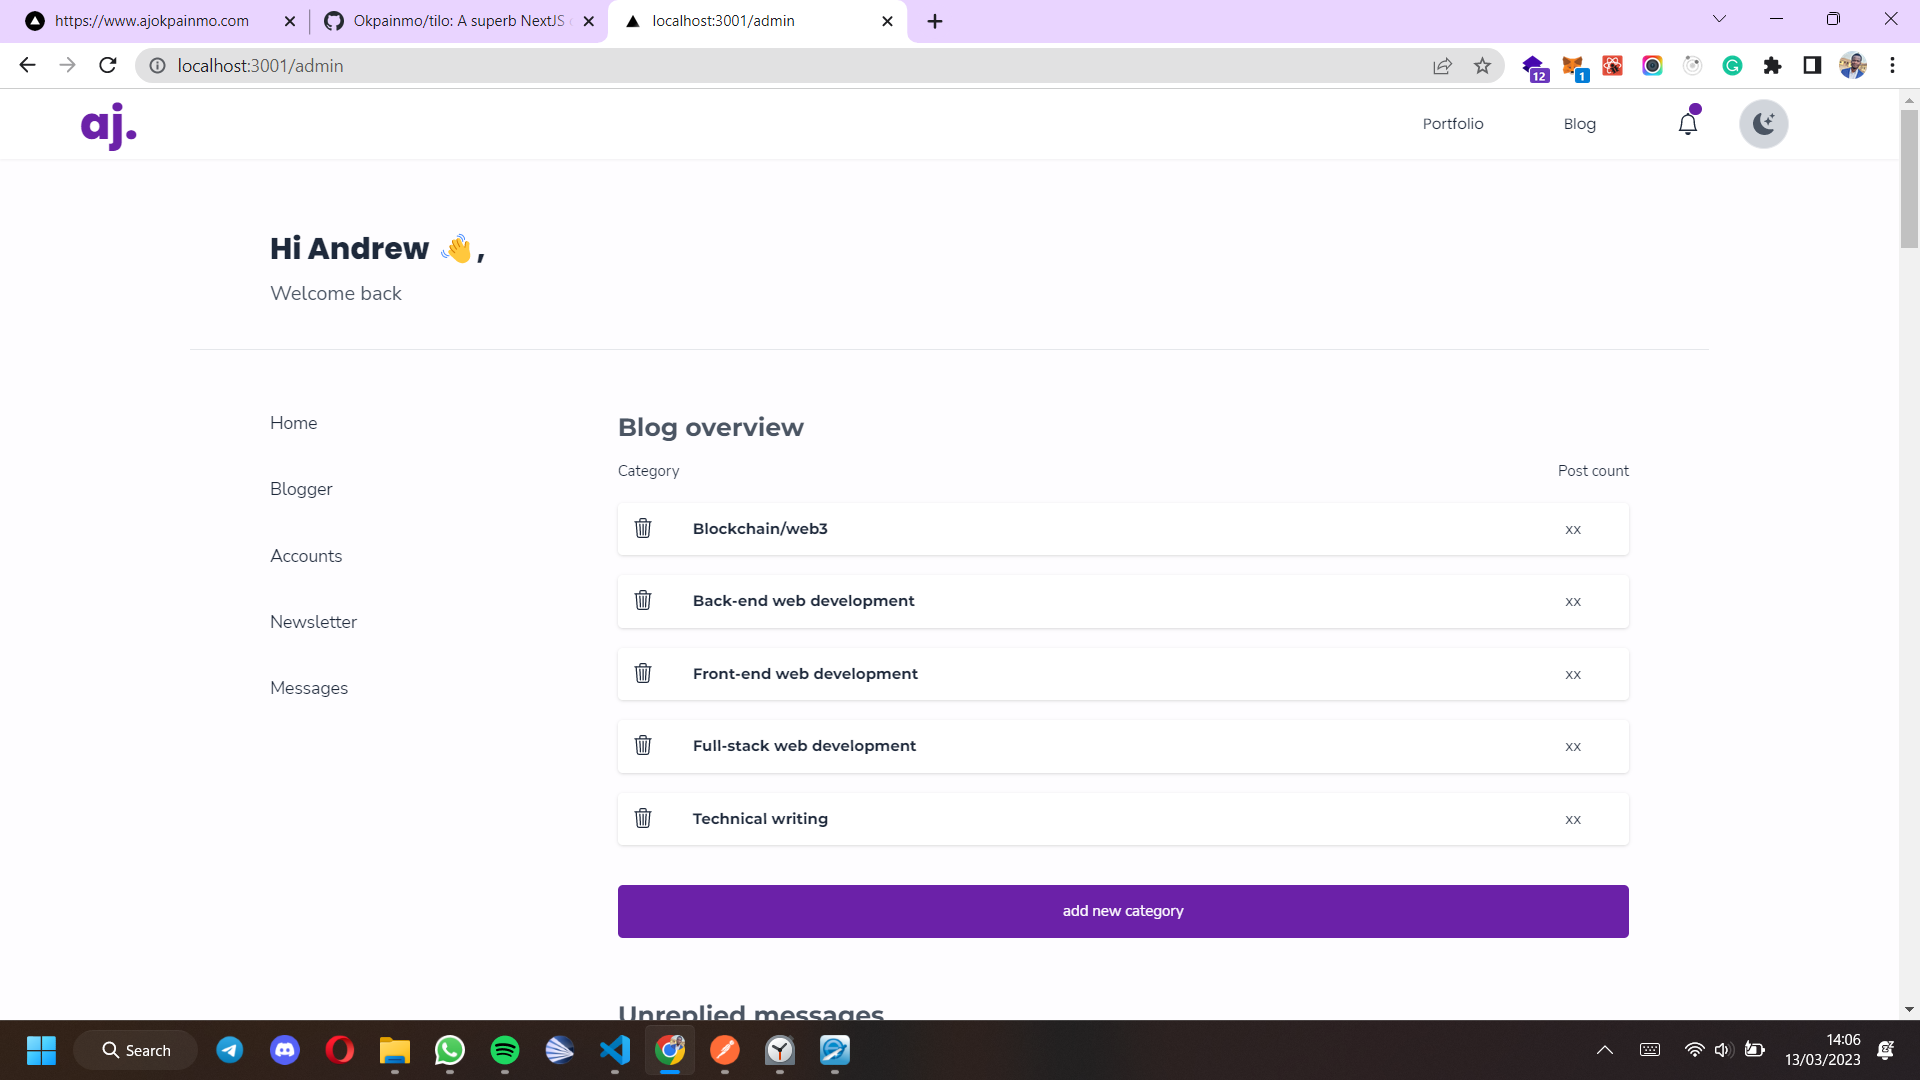 https://www.ajokpainmo.com
Okpainmo/tilo: A superb NextJS
localhost:3001/admin
localhost:3001/admin
12
1
aj.
Portfolio
Blog
Hi Andrew 👋,
Welcome back
Home
Blogger
Accounts
Newsletter
Messages
Blog overview
Category
Post count
Blockchain/web3
xx
Back-end web development
xx
Front-end web development
xx
Full-stack web development
xx
Technical writing
xx
add new category
Unreplied messages
Search
14:06
13/03/2023